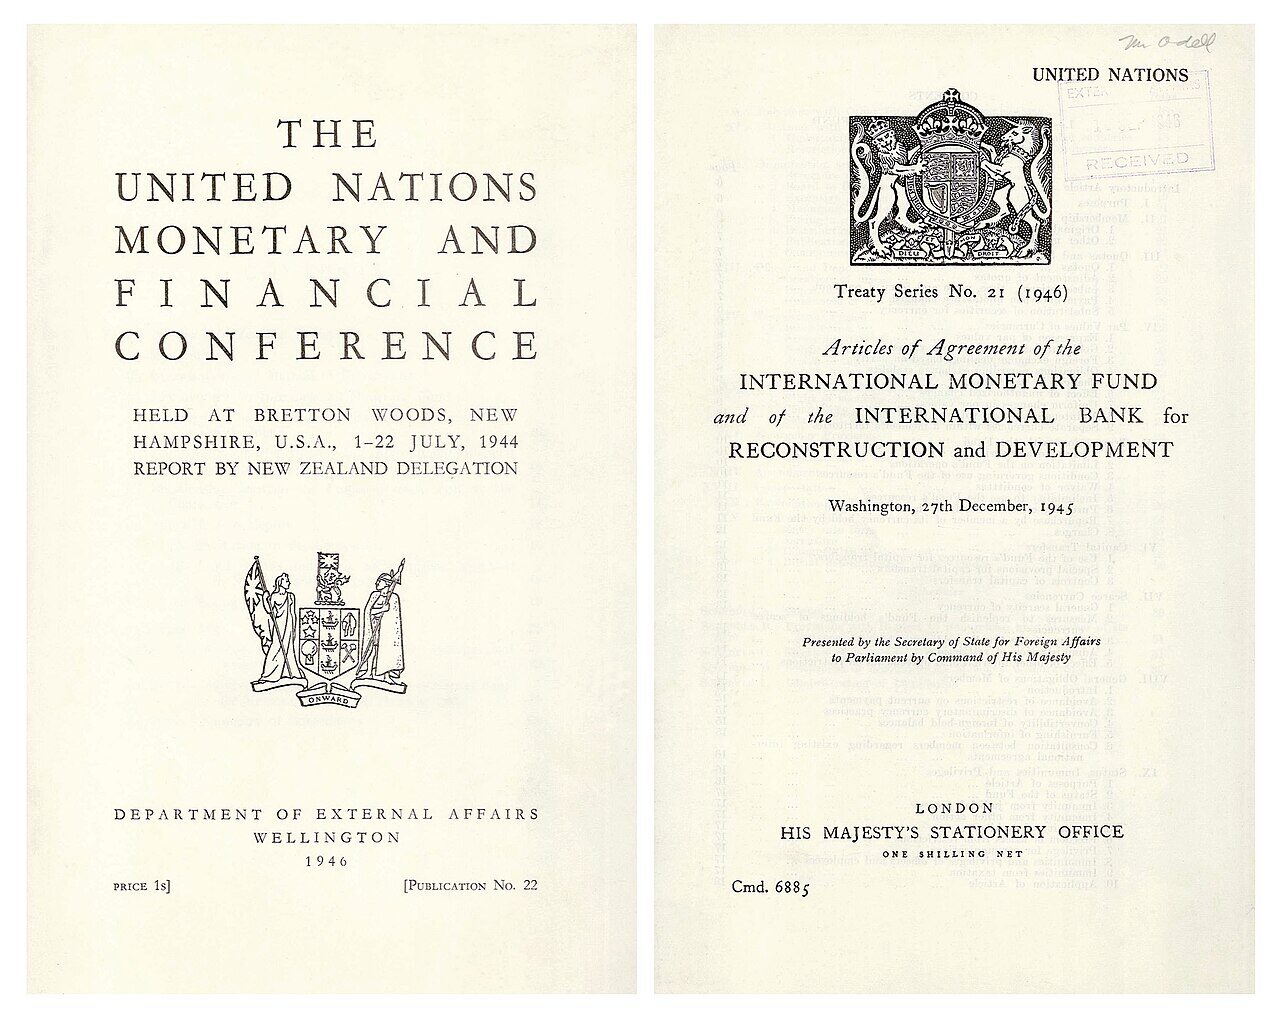 THE
UNITED NATIONS
MONETARY AND
FINANCIAL
CONFERENCE
HELD AT BRETTON WOODS, NEW
HAMPSHIRE, U.S.A., 1–22 JULY, 1944
REPORT BY NEW ZEALAND DELEGATION
ONWARD
DEPARTMENT OF EXTERNAL AFFAIRS
WELLINGTON
1946
PRICE 1s]
[PUBLICATION No. 22
Mr Odell
UNITED NATIONS
RECEIVED
DIEU DROIT
Treaty Series No. 21 (1946)
Articles of Agreement of the
INTERNATIONAL MONETARY FUND
and of the INTERNATIONAL BANK for
RECONSTRUCTION and DEVELOPMENT
Washington, 27th December, 1945
Presented by the Secretary of State for Foreign Affairs
to Parliament by Command of His Majesty
LONDON
HIS MAJESTY'S STATIONERY OFFICE
ONE SHILLING NET
Cmd. 6885